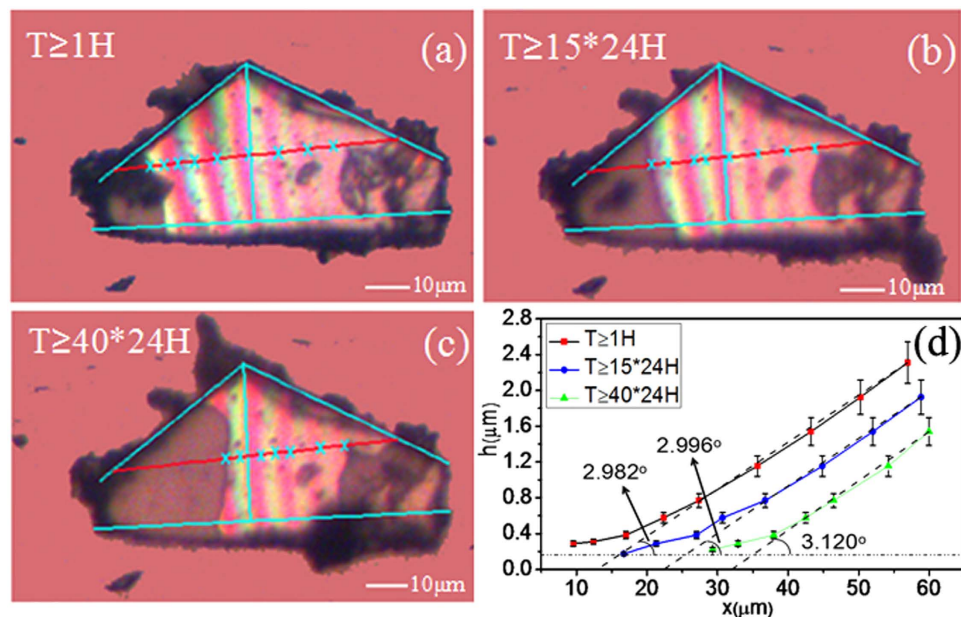 T≥1H
(a)
10μm
T≥15*24H
(b)
10μm
T≥40*24H
(c)
10μm
(d)
T≥1H
T≥15*24H
T≥40*24H
2.982°
2.996°
3.120°
h(μm)
2.8
2.4
2.0
1.6
1.2
0.8
0.4
0.0
10 20 30 40 50 60
x(μm)